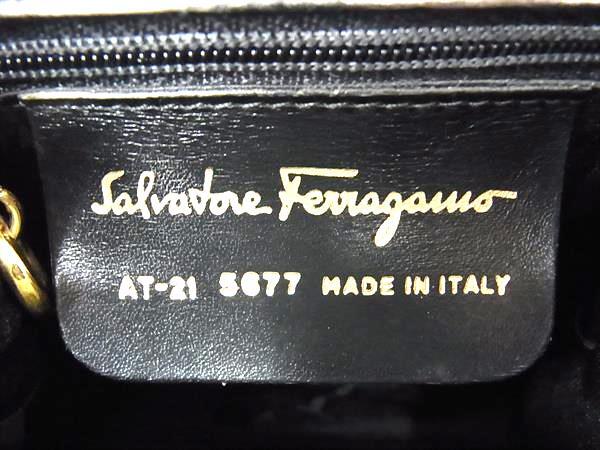 Salvatore Ferragamo
AT-21 5677 MADE IN ITALY